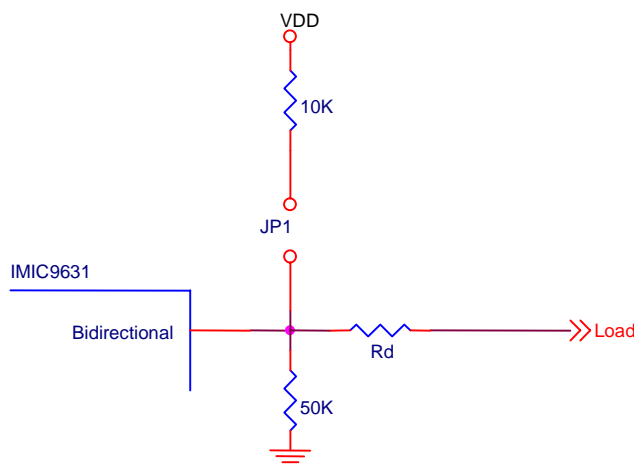 VDD
10K
JP1
IMIC9631
Bidirectional
Load
Rd
50K